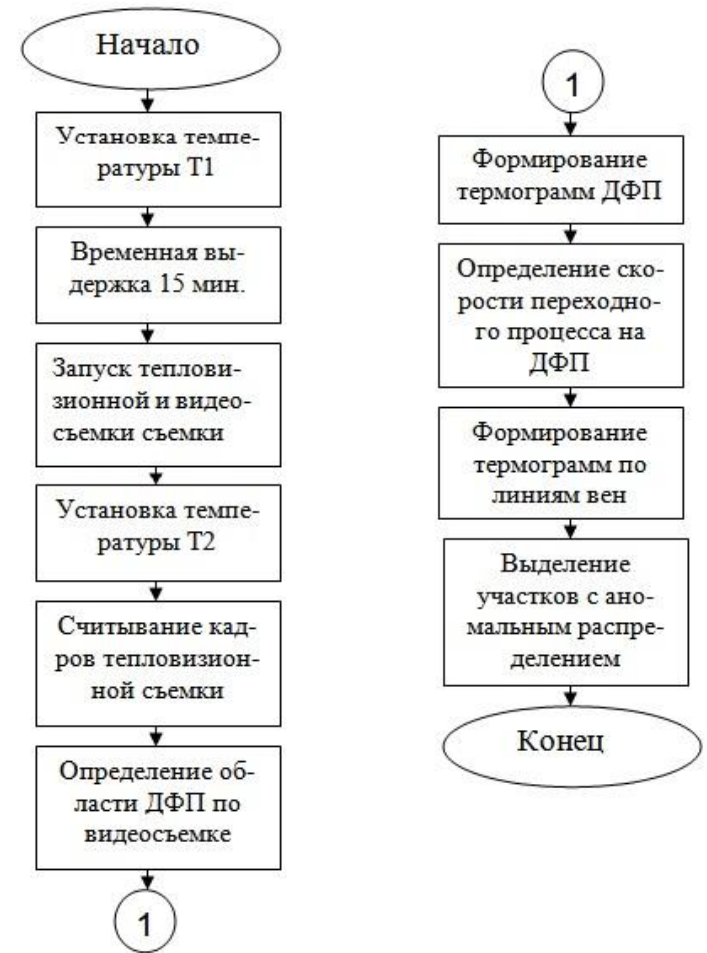 Начало
Установка темпе-
ратуры Т1
Временная вы-
держка 15 мин.
Запуск теплови-
зионной и видео-
съемки съемки
Установка темпе-
ратуры Т2
Считывание кад-
ров тепловизион-
ной съемки
Определение об-
ласти ДФП по
видеосъемке
1
1
Формирование
термограмм ДФП
Определение ско-
рости переходно-
го процесса на
ДФП
Формирование
термограмм по
линиям вен
Выделение
участков с ано-
мальным распре-
делением
Конец